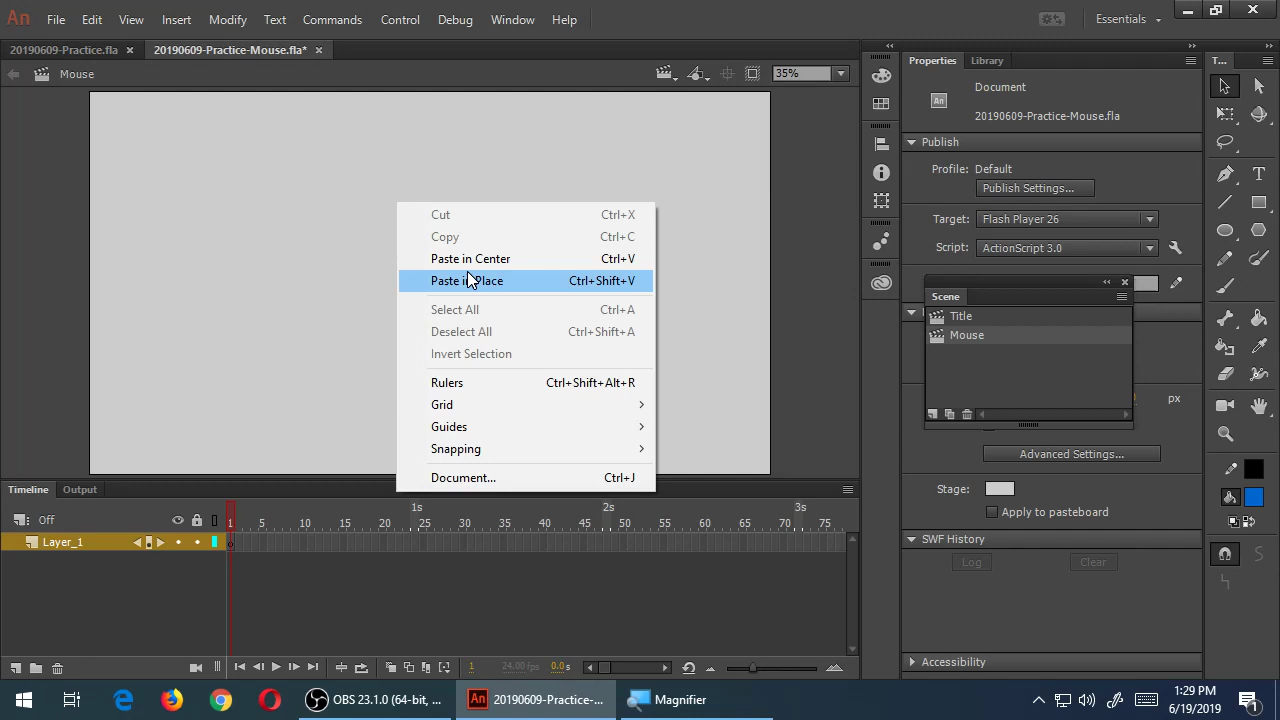 An File Edit View Insert Modify Text Commands Control Debug Window Help Essentials
20190609-Practice.fla × 20190609-Practice-Mouse.fla* × Properties Library T...
Mouse 35%
Document
An 20190609-Practice-Mouse.fla
Publish
Profile: Default
Publish Settings...
Target: Flash Player 26
Script: ActionScript 3.0
Scene
Title
Mouse
px
Advanced Settings...
Stage:
Apply to pasteboard
SWF History
Log Clear
Accessibility
Cut Ctrl+X
Copy Ctrl+C
Paste in Center Ctrl+V
Paste in Place Ctrl+Shift+V
Select All Ctrl+A
Deselect All Ctrl+Shift+A
Invert Selection
Rulers Ctrl+Shift+Alt+R
Grid
Guides
Snapping
Document... Ctrl+J
Timeline Output
1s 2s 3s
Off 1 5 10 15 20 25 30 35 40 45 50 55 60 65 70 75
Layer_1
1 24.00 fps 0.0 s
OBS 23.1.0 (64-bit, ... An 20190609-Practice-... Magnifier
1:29 PM
6/19/2019
1